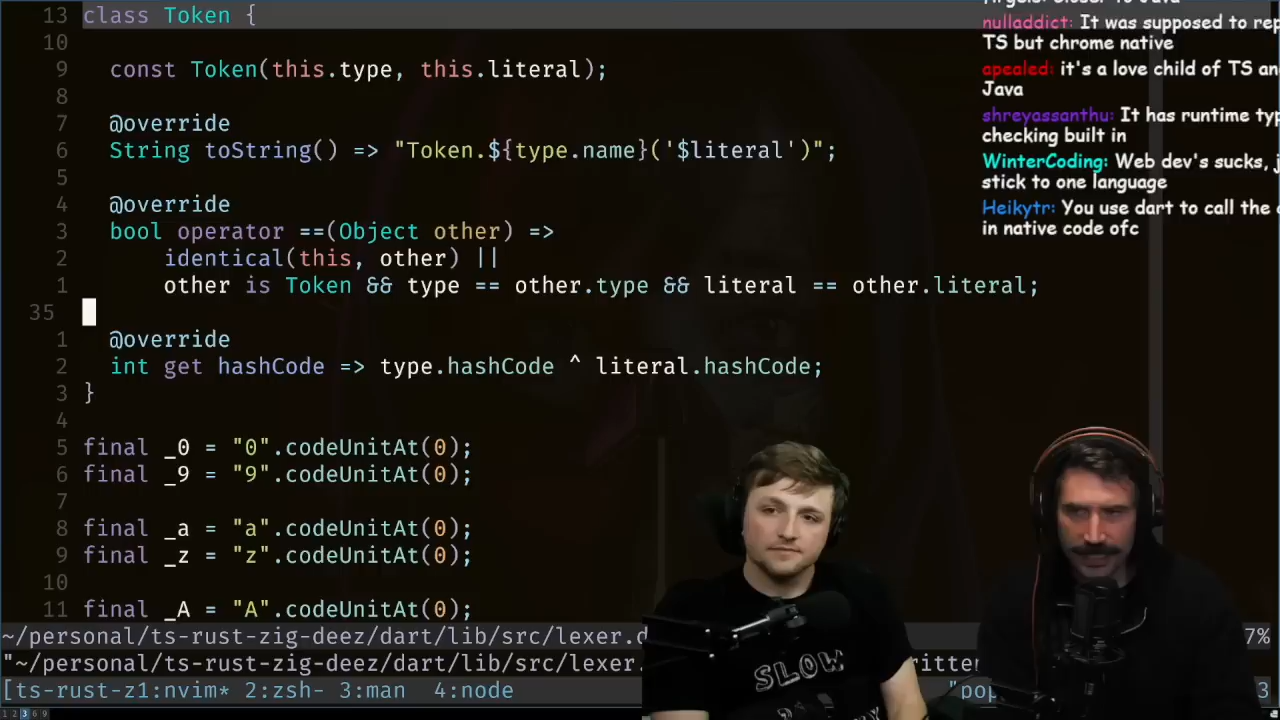 13 class Token {
10
9 const Token(this.type, this.literal);
8
7 @override
6 String toString() => "Token.${type.name}('$literal')";
5
4 @override
3 bool operator ==(Object other) =>
2 identical(this, other) ||
1 other is Token && type == other.type && literal == other.literal;
35
1 @override
2 int get hashCode => type.hashCode ^ literal.hashCode;
3 }
4
5 final _0 = "0".codeUnitAt(0);
6 final _9 = "9".codeUnitAt(0);
7
8 final _a = "a".codeUnitAt(0);
9 final _z = "z".codeUnitAt(0);
10
11 final _A = "A".codeUnitAt(0);
~/personal/ts-rust-zig-deez/dart/lib/src/lexer.d 7%
"~/personal/ts-rust-zig-deez/dart/lib/src/lexer. ritten
[ts-rust-z1:nvim* 2:zsh- 3:man 4:node "pop 3
1 2 3 6 9
nulladdict: It was supposed to rep
TS but chrome native
apealed: it's a love child of TS an
Java
shreyassanthu: It has runtime typ
checking built in
WinterCoding: Web dev's sucks, j
stick to one language
Heikytr: You use dart to call the
in native code ofc
SLOW